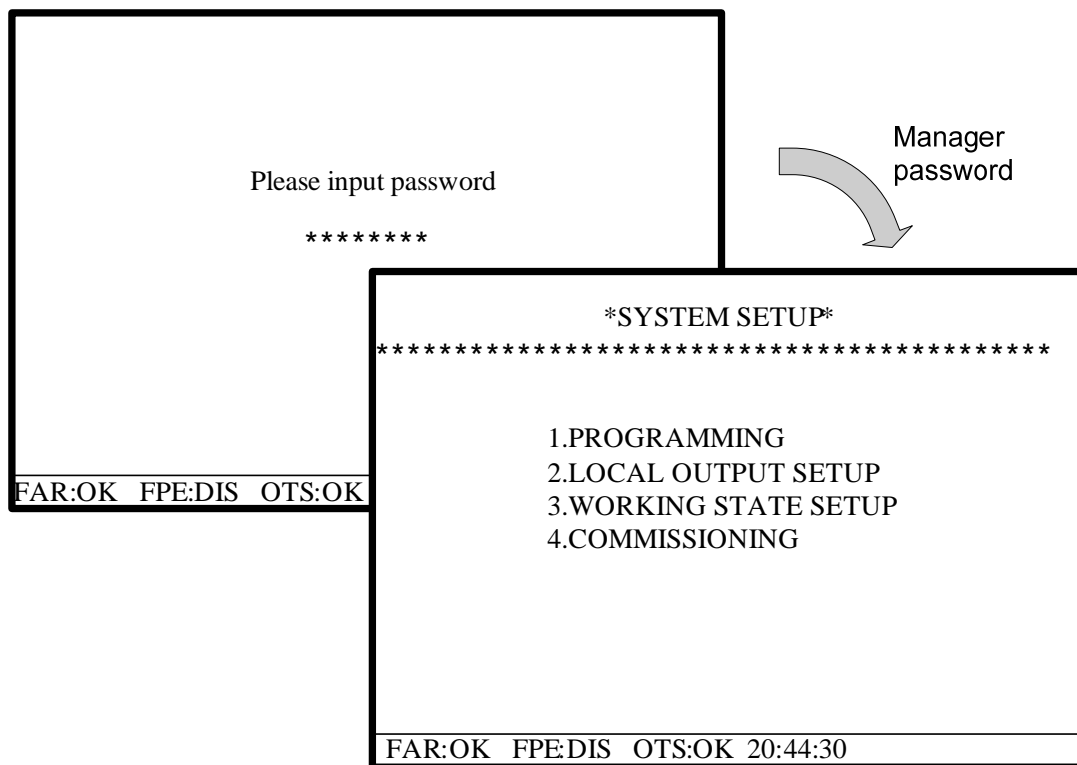 Please input password
********
FAR:OK FPE:DIS OTS:OK
Manager
password
*SYSTEM SETUP*
*******************************************
1.PROGRAMMING
2.LOCAL OUTPUT SETUP
3.WORKING STATE SETUP
4.COMMISSIONING
FAR:OK FPE:DIS OTS:OK 20:44:30